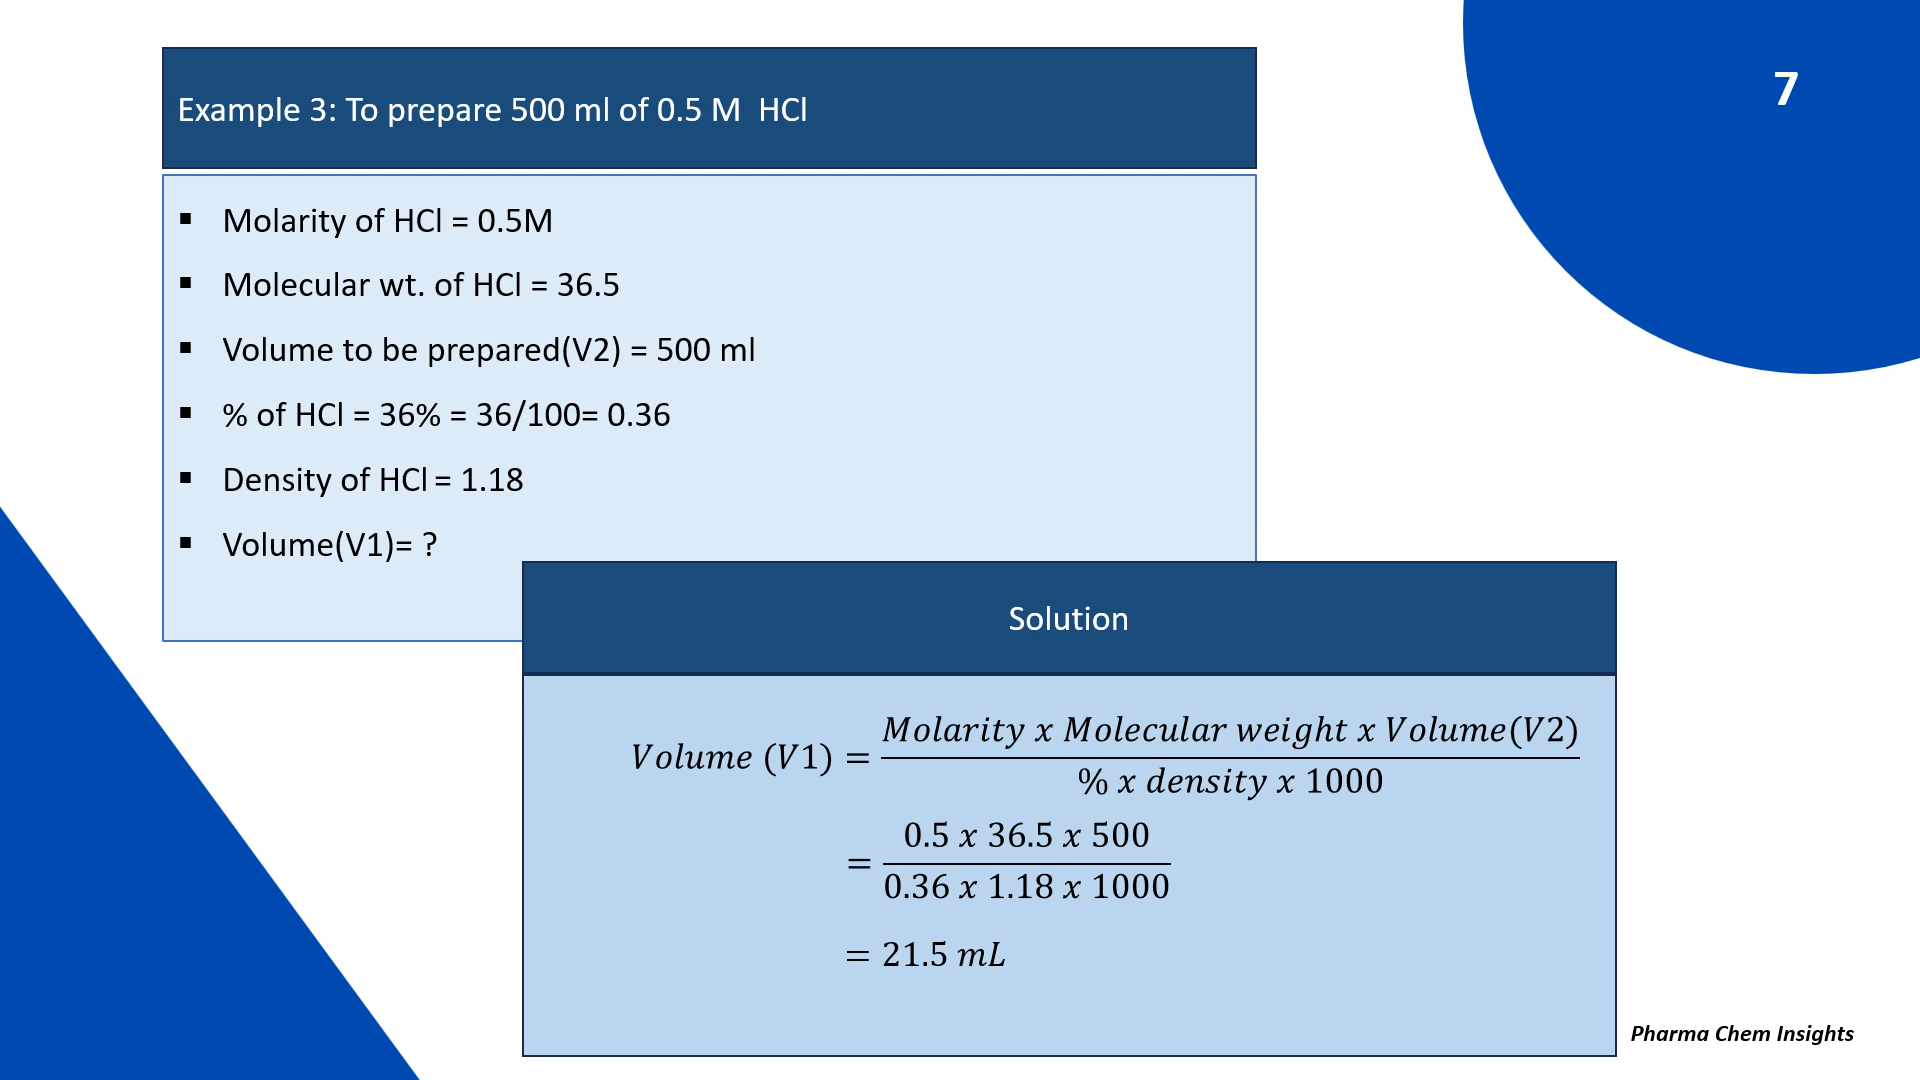 7
Example 3: To prepare 500 ml of 0.5 M  HCl
▪ Molarity of HCl = 0.5M
▪ Molecular wt. of HCl = 36.5
▪ Volume to be prepared(V2) = 500 ml
▪ % of HCl = 36% = 36/100= 0.36
▪ Density of HCl = 1.18
▪ Volume(V1)= ?
Solution
Volume (V1) = Molarity x Molecular weight x Volume(V2)
% x density x 1000
= 0.5 x 36.5 x 500
0.36 x 1.18 x 1000
= 21.5 mL
Pharma Chem Insights